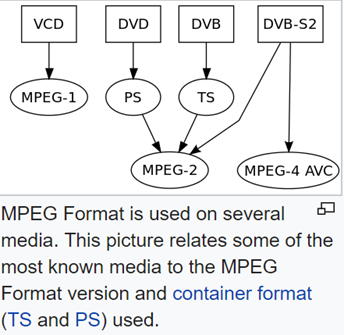 VCD DVD DVB DVB-S2
MPEG-1 PS TS
MPEG-2 MPEG-4 AVC
MPEG Format is used on several
media. This picture relates some of the
most known media to the MPEG
Format version and container format
(TS and PS) used.